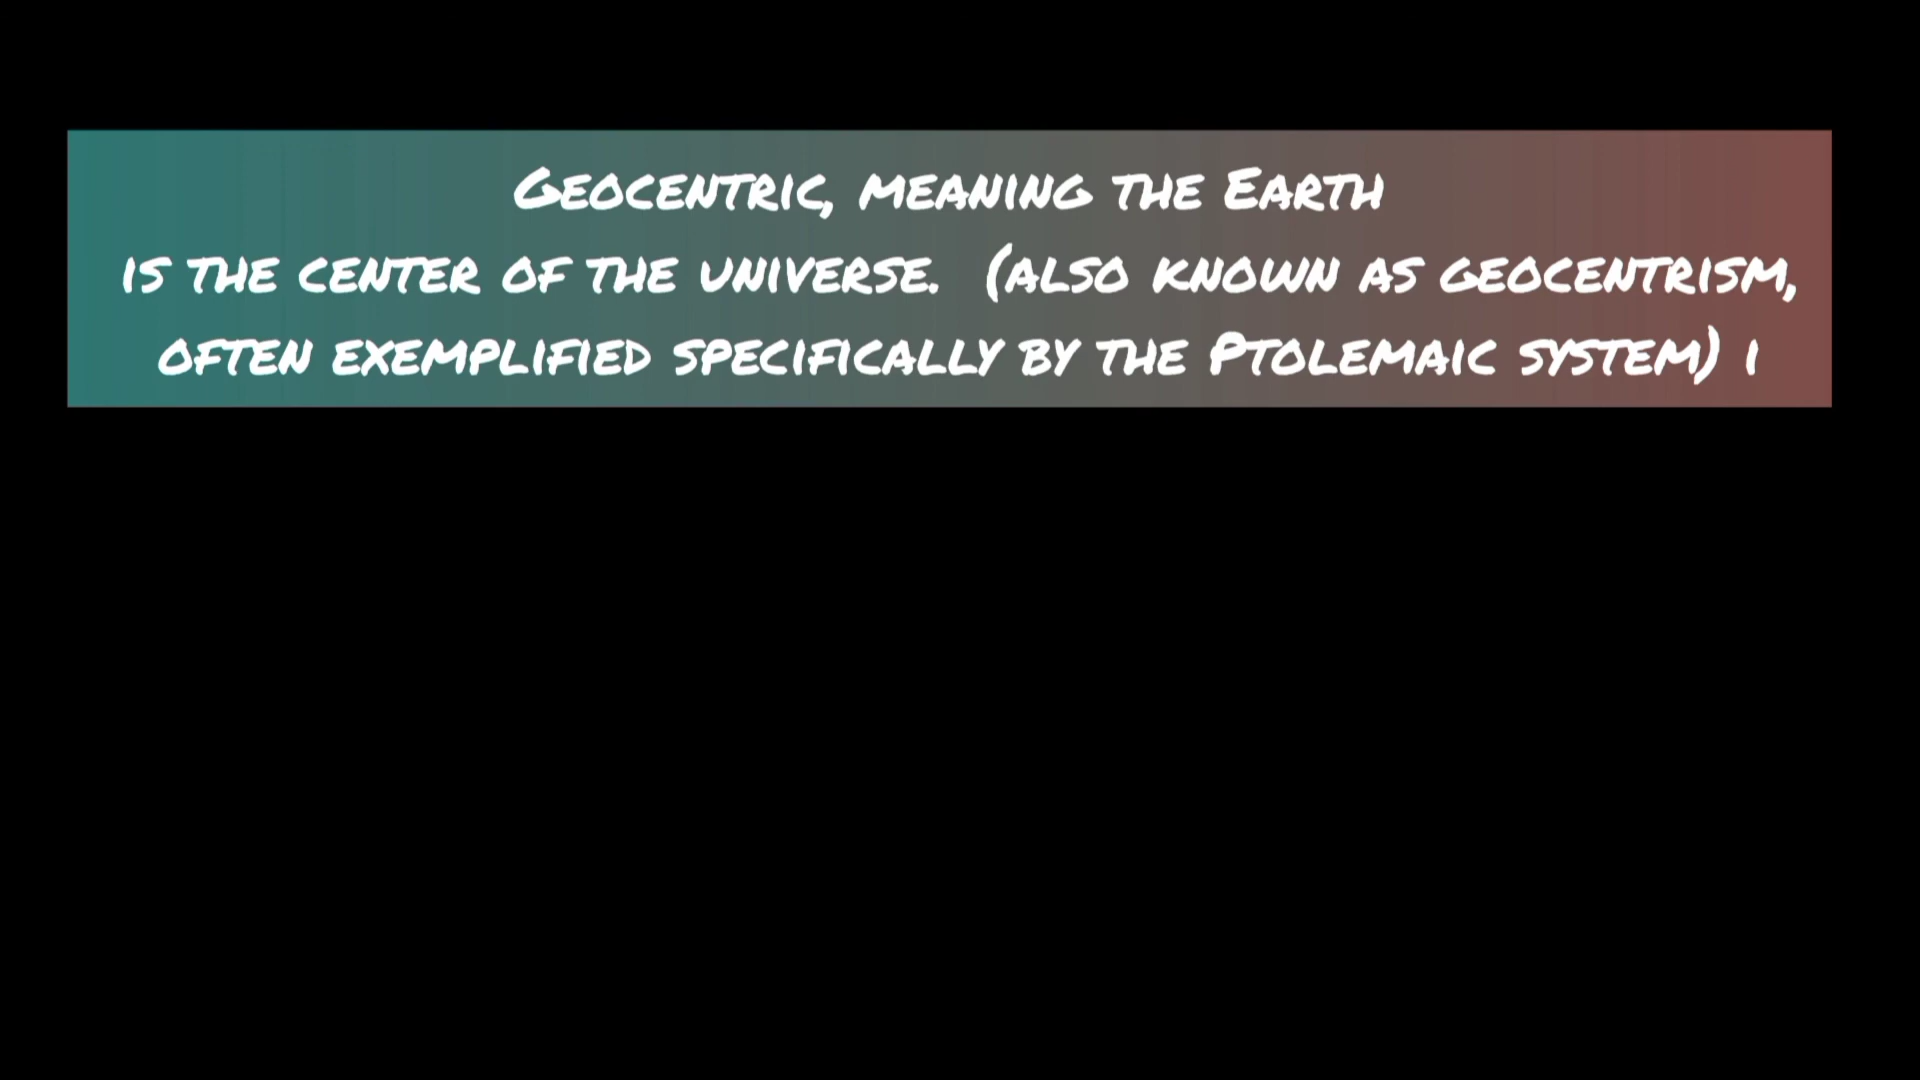 Geocentric, meaning the Earth
is the center of the universe.  (also known as geocentrism,
often exemplified specifically by the Ptolemaic system) i